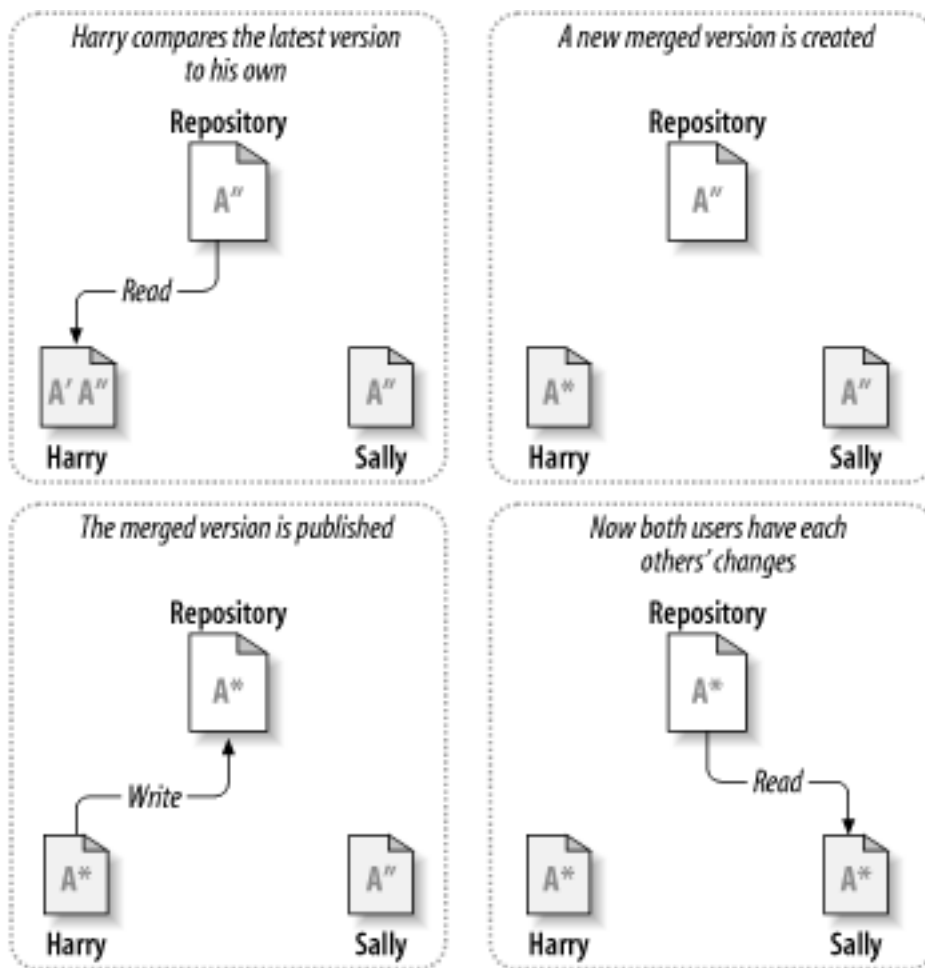 Harry compares the latest version
to his own
Repository
A″
Read
A′ A″
A″
Harry
Sally
A new merged version is created
Repository
A″
A*
A″
Harry
Sally
The merged version is published
Repository
A*
Write
A*
A″
Harry
Sally
Now both users have each
others’ changes
Repository
A*
Read
A*
A*
Harry
Sally